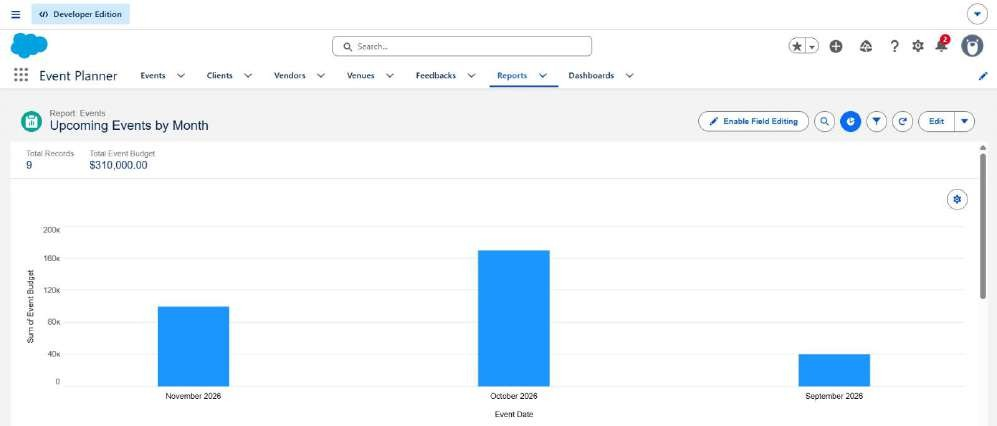 </> Developer Edition
Search...
2
Event Planner
Events
Clients
Vendors
Venues
Feedbacks
Reports
Dashboards
Report Events
Upcoming Events by Month
Enable Field Editing
Edit
Total Records
9
Total Event Budget
$310,000.00
Sum of Event Budget
200K
160K
120K
80K
40K
0
November 2026
October 2026
September 2026
Event Date